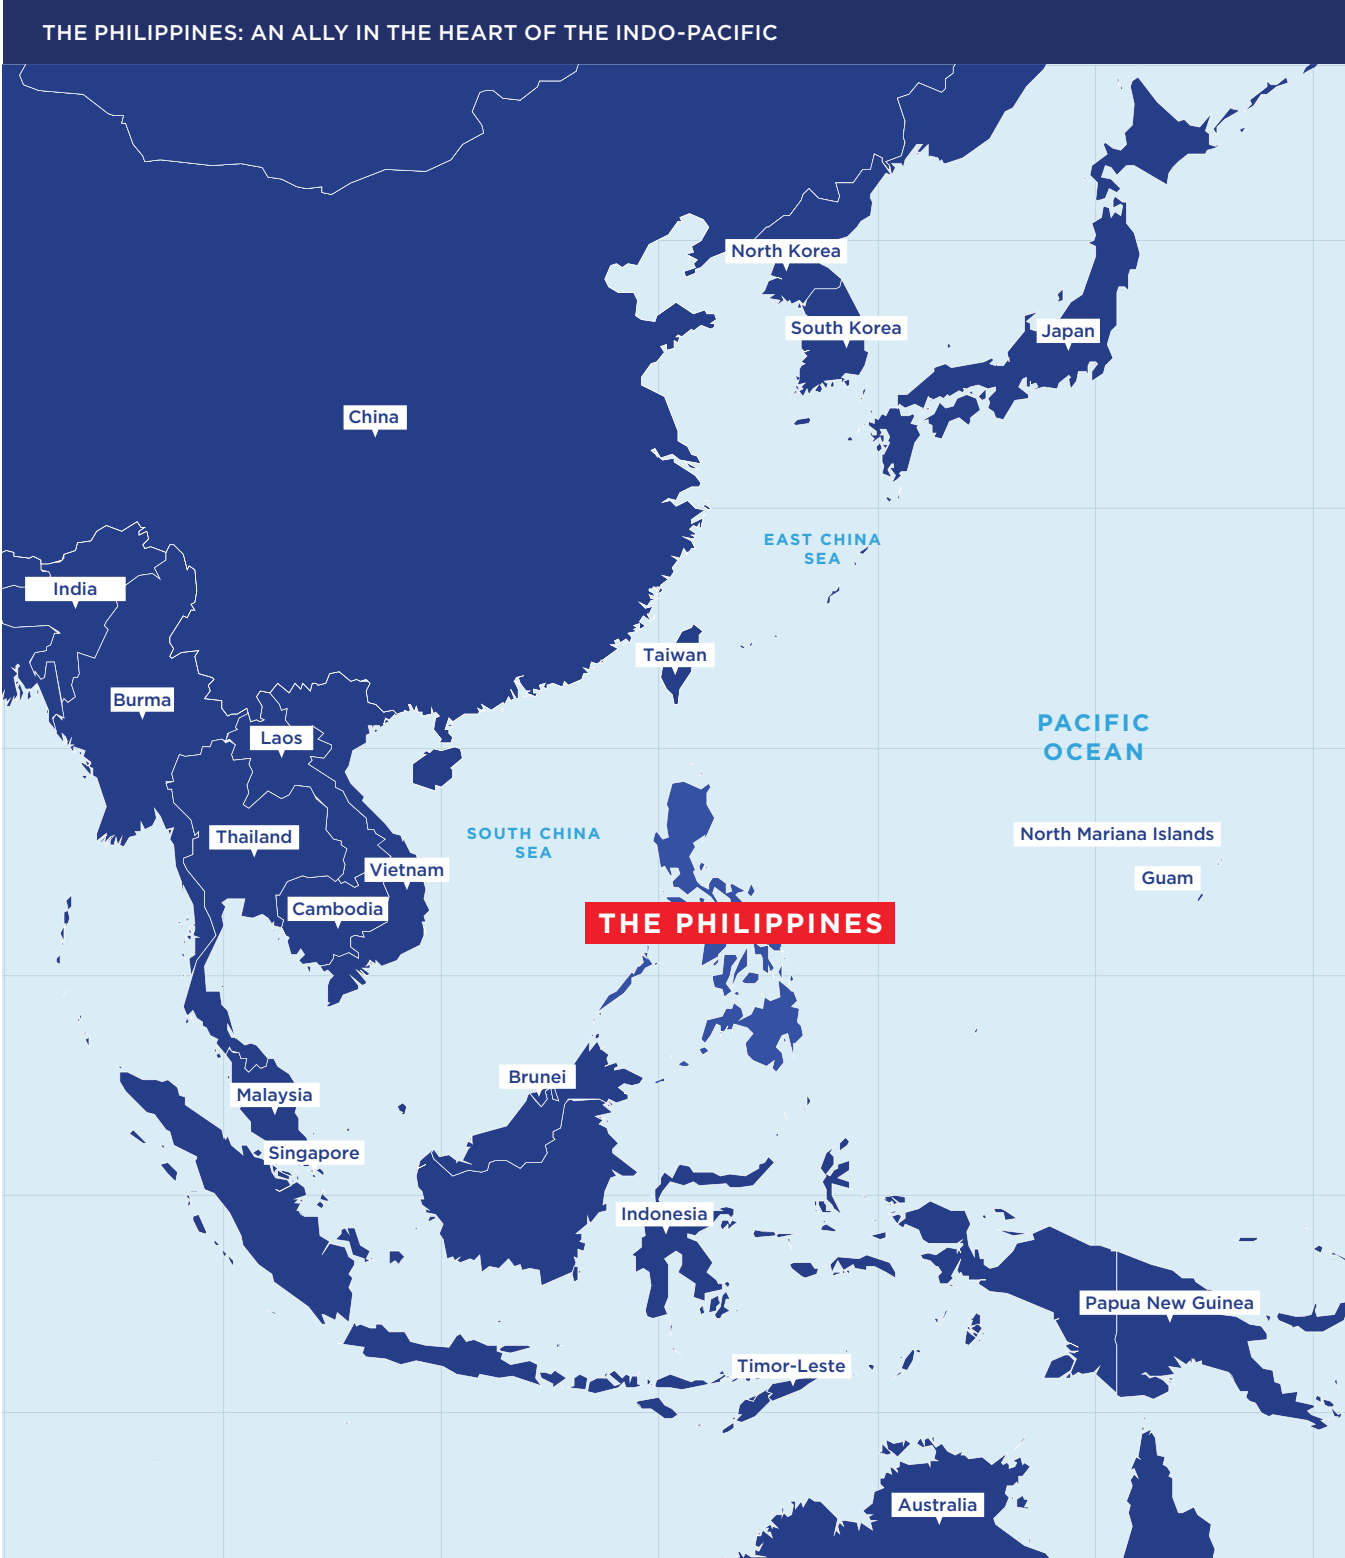 THE PHILIPPINES: AN ALLY IN THE HEART OF THE INDO-PACIFIC
North Korea
South Korea
Japan
China
EAST CHINA
SEA
India
Taiwan
Burma
PACIFIC
OCEAN
Laos
SOUTH CHINA
SEA
North Mariana Islands
Thailand
Vietnam
Guam
Cambodia
THE PHILIPPINES
Brunei
Malaysia
Singapore
Indonesia
Papua New Guinea
Timor-Leste
Australia